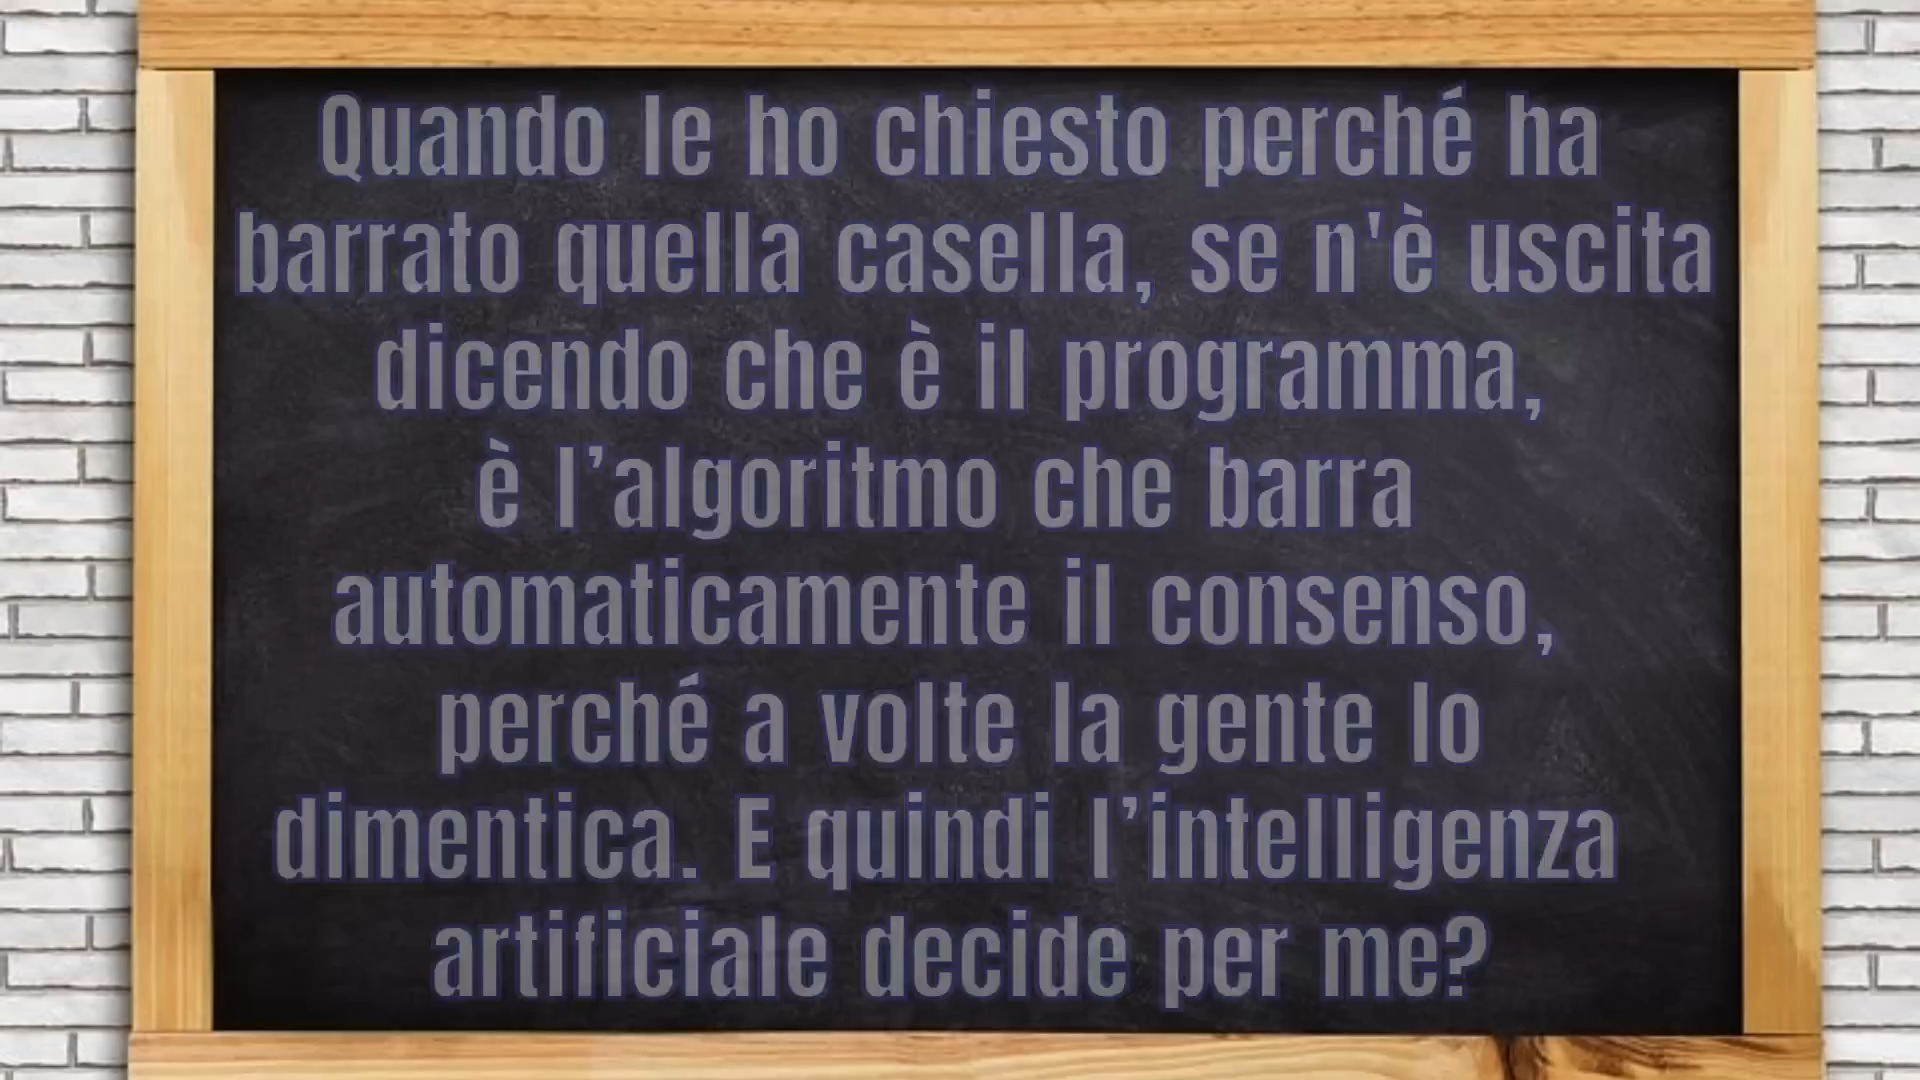 Quando le ho chiesto perché ha
barrato quella casella, se n'è uscita
dicendo che è il programma,
è l’algoritmo che barra
automaticamente il consenso,
perché a volte la gente lo
dimentica. E quindi l’intelligenza
artificiale decide per me?